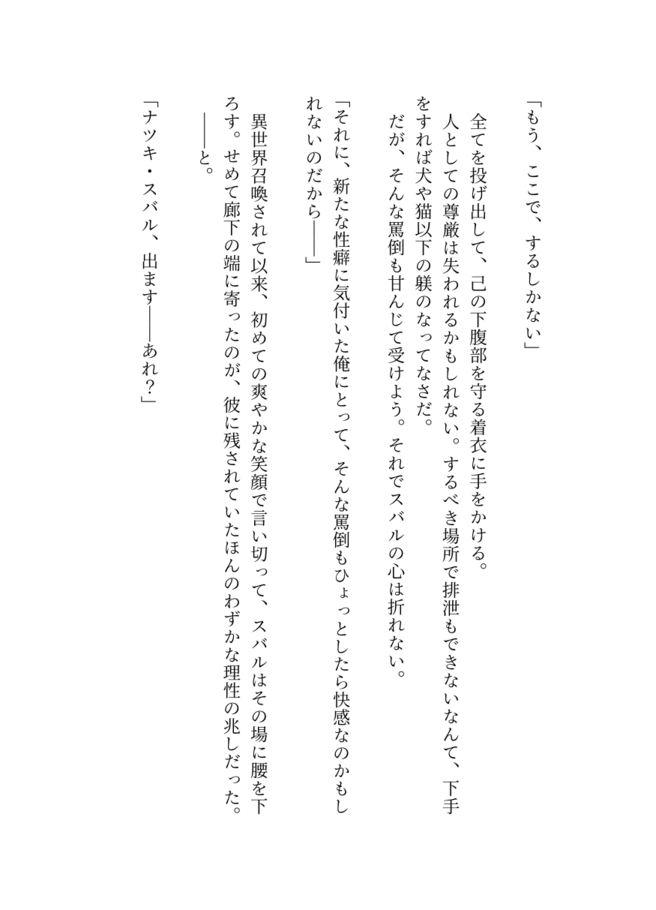 「もう、ここで、するしかない」
　全てを投げ出して、己の下腹部を守る着衣に手をかける。
　人としての尊厳は失われるかもしれない。するべき場所で排泄もできないなんて、下手
をすれば犬や猫以下の躾のなってなさだ。
　だが、そんな罵倒も甘んじて受けよう。それでスバルの心は折れない。
「それに、新たな性癖に気付いた俺にとって、そんな罵倒もひょっとしたら快感なのかもし
れないのだから――」
　異世界召喚されて以来、初めての爽やかな笑顔で言い切って、スバルはその場に腰を下
ろす。せめて廊下の端に寄ったのが、彼に残されていたほんのわずかな理性の兆しだった。
　――と。
「ナツキ・スバル、出ます――あれ？」